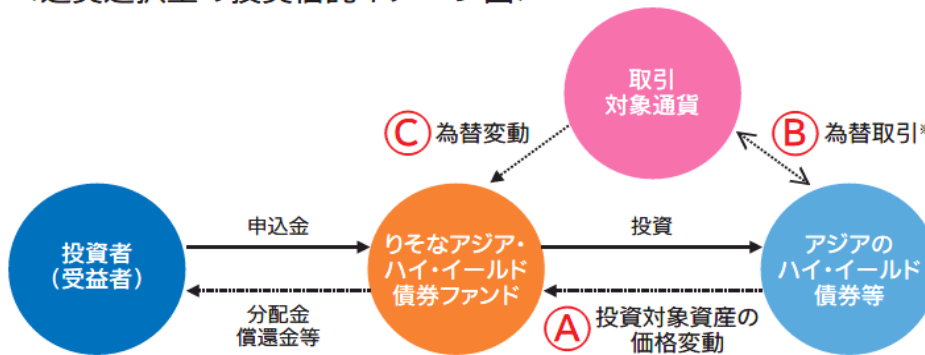 取引
対象通貨
Ⓒ 為替変動
Ⓑ 為替取引*
投資者
(受益者)
申込金
分配金
償還金等
りそなアジア・
ハイ・イールド
債券ファンド
投資
Ⓐ 投資対象資産の
価格変動
アジアの
ハイ・イールド
債券等